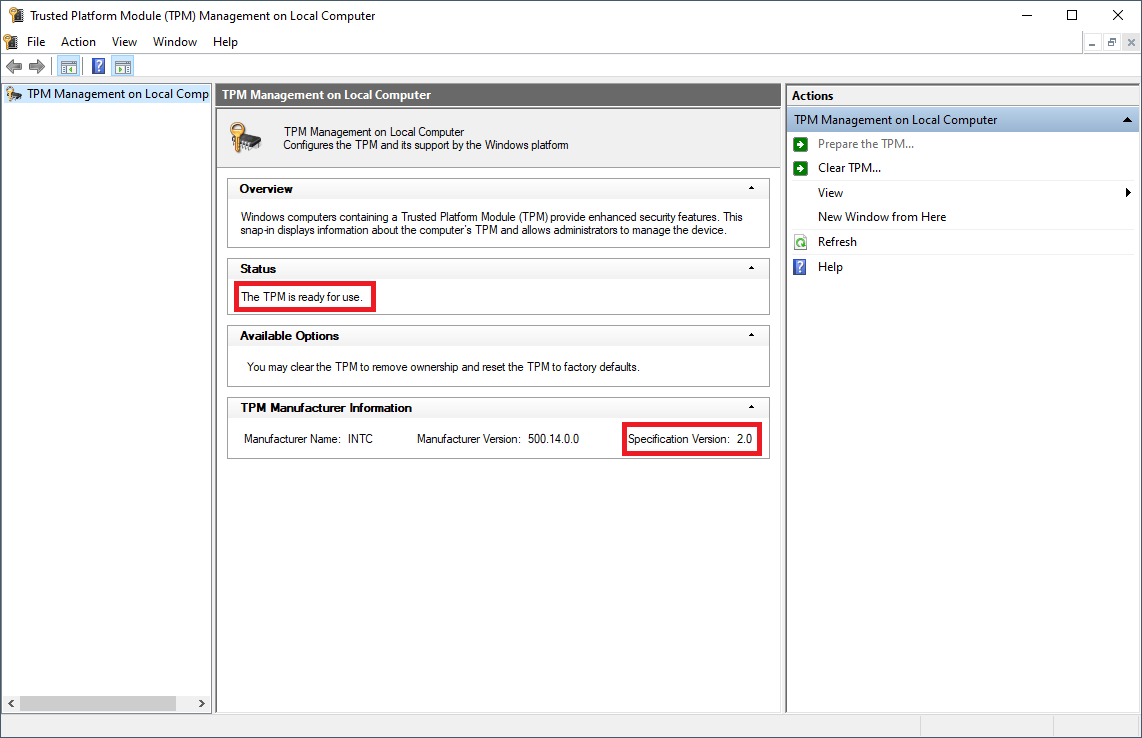 Trusted Platform Module (TPM) Management on Local Computer
File Action View Window Help
TPM Management on Local Comp
TPM Management on Local Computer
TPM Management on Local Computer
Configures the TPM and its support by the Windows platform
Overview
Windows computers containing a Trusted Platform Module (TPM) provide enhanced security features. This
snap-in displays information about the computer's TPM and allows administrators to manage the device.
Status
The TPM is ready for use.
Available Options
You may clear the TPM to remove ownership and reset the TPM to factory defaults.
TPM Manufacturer Information
Manufacturer Name: INTC Manufacturer Version: 500.14.0.0 Specification Version: 2.0
Actions
TPM Management on Local Computer
Prepare the TPM...
Clear TPM...
View
New Window from Here
Refresh
Help